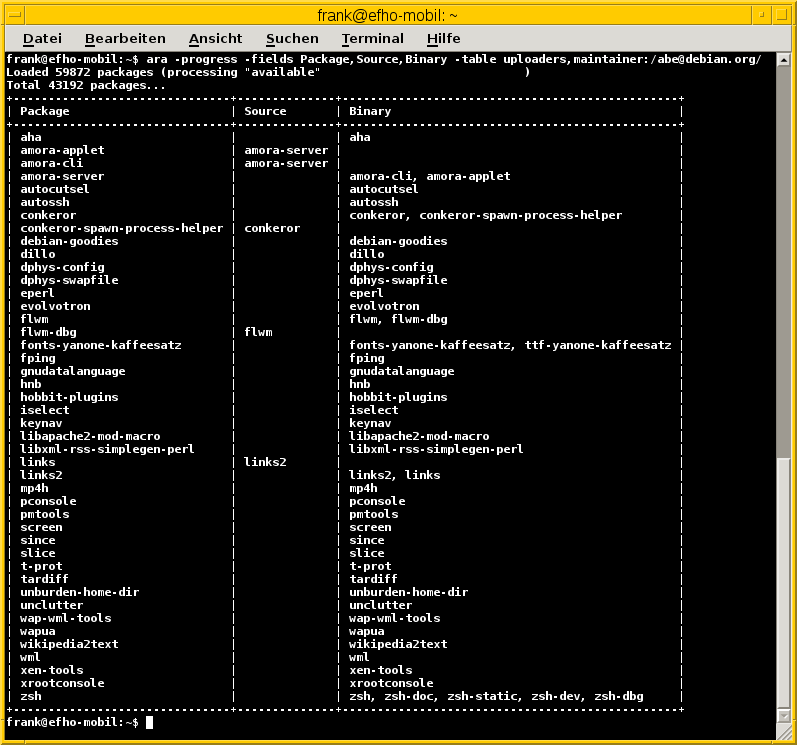 frank@efho-mobil: ~
Datei Bearbeiten Ansicht Suchen Terminal Hilfe
frank@efho-mobil:~$ ara -progress -fields Package,Source,Binary -table uploaders,maintainer:/abe@debian.org/
Loaded 59872 packages (processing "available" )
Total 43192 packages...
+-------------------------------+--------------+------------------------------------------------+
| Package                       | Source        | Binary                                         |
+-------------------------------+--------------+------------------------------------------------+
| aha | | aha |
| amora-applet | amora-server | |
| amora-cli | amora-server | |
| amora-server | | amora-cli, amora-applet |
| autocutsel | | autocutsel |
| autossh | | autossh |
| conkeror | | conkeror, conkeror-spawn-process-helper |
| conkeror-spawn-process-helper | conkeror | |
| debian-goodies | | debian-goodies |
| dillo | | dillo |
| dphys-config | | dphys-config |
| dphys-swapfile | | dphys-swapfile |
| eperl | | eperl |
| evolvotron | | evolvotron |
| flwm | | flwm, flwm-dbg |
| flwm-dbg | flwm | |
| fonts-yanone-kaffeesatz | | fonts-yanone-kaffeesatz, ttf-yanone-kaffeesatz |
| fping | | fping |
| gnudatalanguage | | gnudatalanguage |
| hnb | | hnb |
| hobbit-plugins | | hobbit-plugins |
| iselect | | iselect |
| keynav | | keynav |
| libapache2-mod-macro | | libapache2-mod-macro |
| libxml-rss-simplegen-perl | | libxml-rss-simplegen-perl |
| links | links2 | |
| links2 | | links2, links |
| mp4h | | mp4h |
| pconsole | | pconsole |
| pmtools | | pmtools |
| screen | | screen |
| since | | since |
| slice | | slice |
| t-prot | | t-prot |
| tardiff | | tardiff |
| unburden-home-dir | | unburden-home-dir |
| unclutter | | unclutter |
| wap-wml-tools | | wap-wml-tools |
| wapua | | wapua |
| wikipedia2text | | wikipedia2text |
| wml | | wml |
| xen-tools | | xen-tools |
| xrootconsole | | xrootconsole |
| zsh | | zsh, zsh-doc, zsh-static, zsh-dev, zsh-dbg |
+-------------------------------+--------------+------------------------------------------------+
frank@efho-mobil:~$